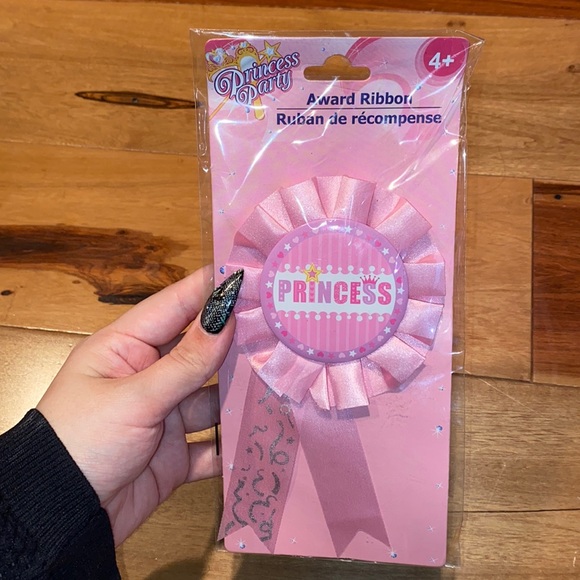 Princess
Party
4+
Award Ribbon
Ruban de récompense
PRINCESS